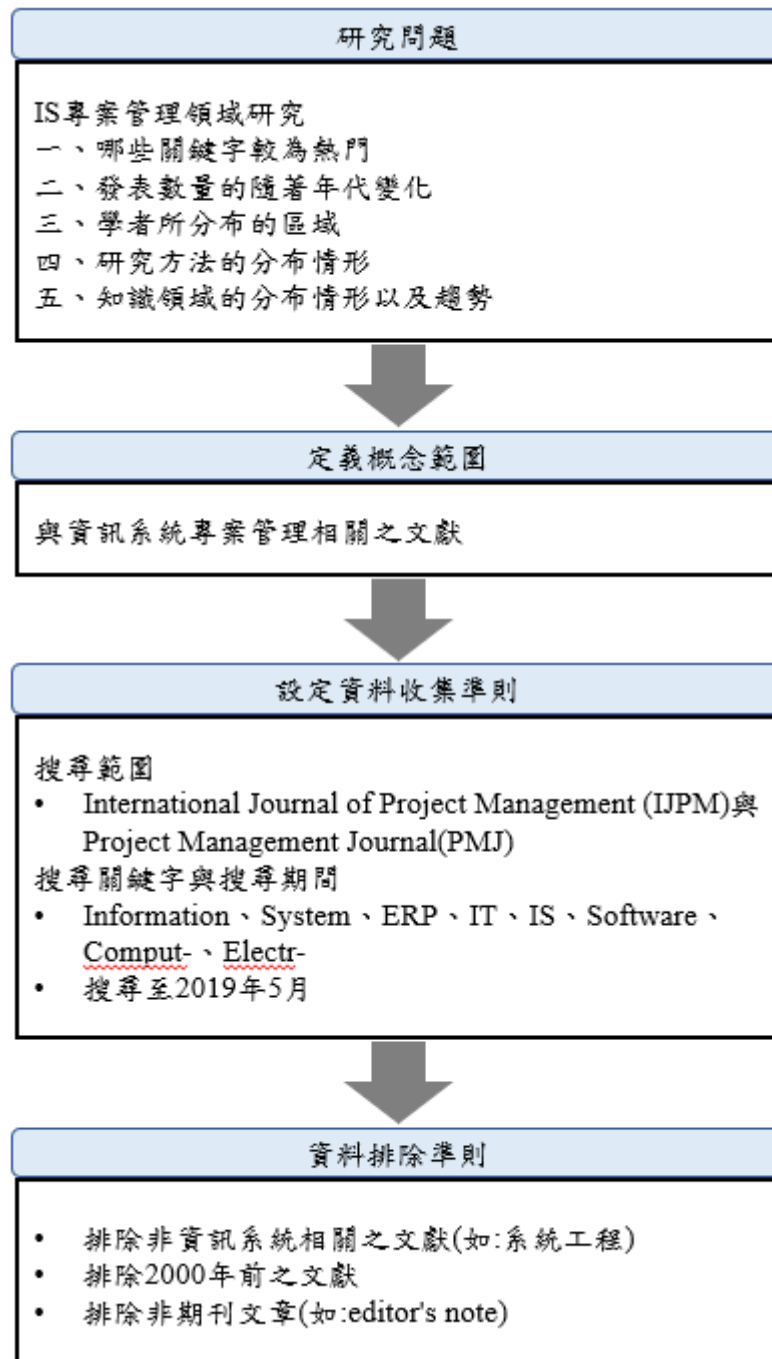 研究問題
IS專案管理領域研究
一、哪些關鍵字較為熱門
二、發表數量的隨著年代變化
三、學者所分布的區域
四、研究方法的分布情形
五、知識領域的分布情形以及趨勢
定義概念範圍
與資訊系統專案管理相關之文獻
設定資料收集準則
搜尋範圍
• International Journal of Project Management (IJPM)與
Project Management Journal(PMJ)
搜尋關鍵字與搜尋期間
• Information、System、ERP、IT、IS、Software、
Comput-、Electr-
• 搜尋至2019年5月
資料排除準則
• 排除非資訊系統相關之文獻(如:系統工程)
• 排除2000年前之文獻
• 排除非期刊文章(如:editor's note)